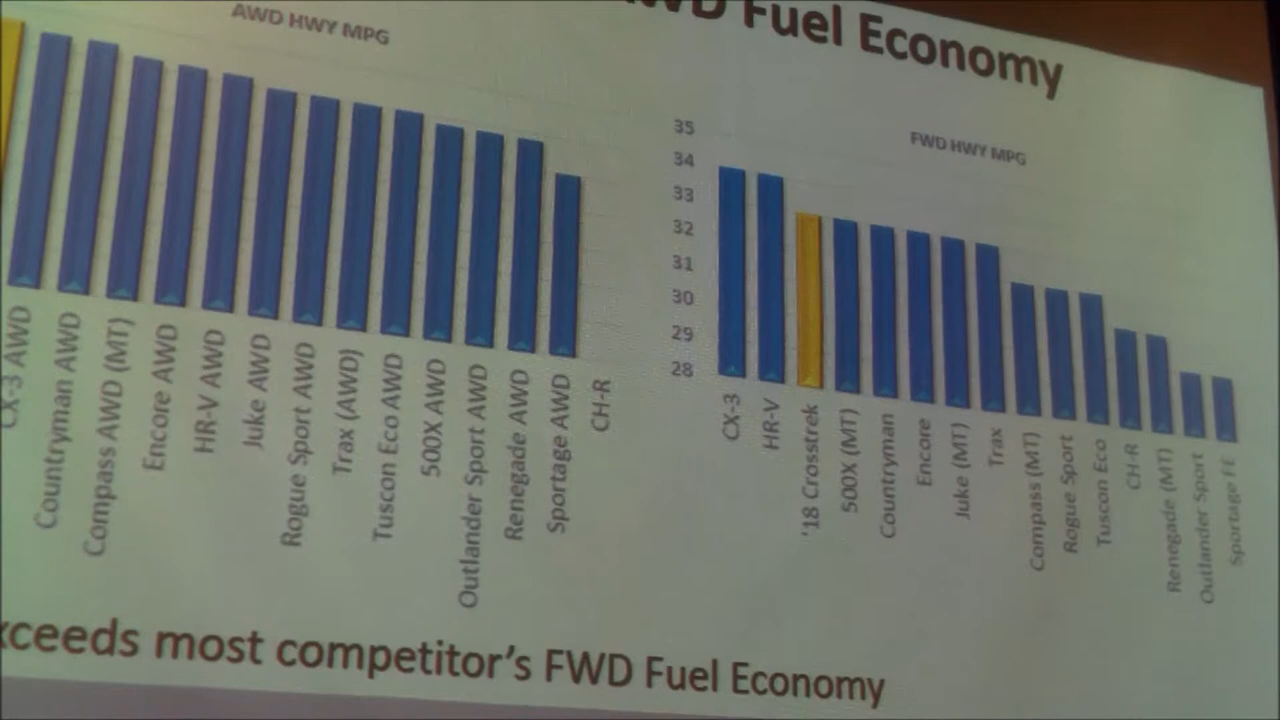 Fuel Economy
AWD HWY MPG
CX-3 AWD
Countryman AWD
Compass AWD (MT)
Encore AWD
HR-V AWD
Juke AWD
Rogue Sport AWD
Trax (AWD)
Tuscon Eco AWD
500X AWD
Outlander Sport AWD
Renegade AWD
Sportage AWD
CH-R
FWD HWY MPG
35
34
33
32
31
30
29
28
CX-3
HR-V
'18 Crosstrek
500X (MT)
Countryman
Encore
Juke (MT)
Trax
Compass (MT)
Rogue Sport
Tuscon Eco
CH-R
Renegade (MT)
Outlander Sport
Sportage FE
xceeds most competitor's FWD Fuel Economy